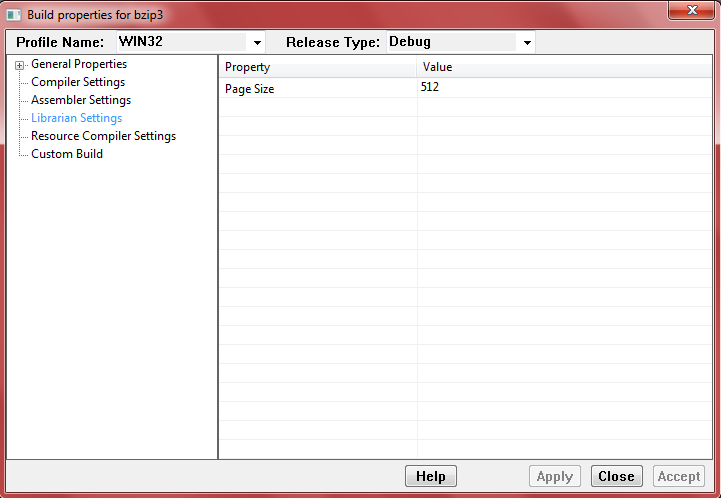 Build properties for bzip3
Profile Name: WIN32 Release Type: Debug
General Properties
Compiler Settings
Assembler Settings
Librarian Settings
Resource Compiler Settings
Custom Build
Property Value
Page Size 512
Help Apply Close Accept